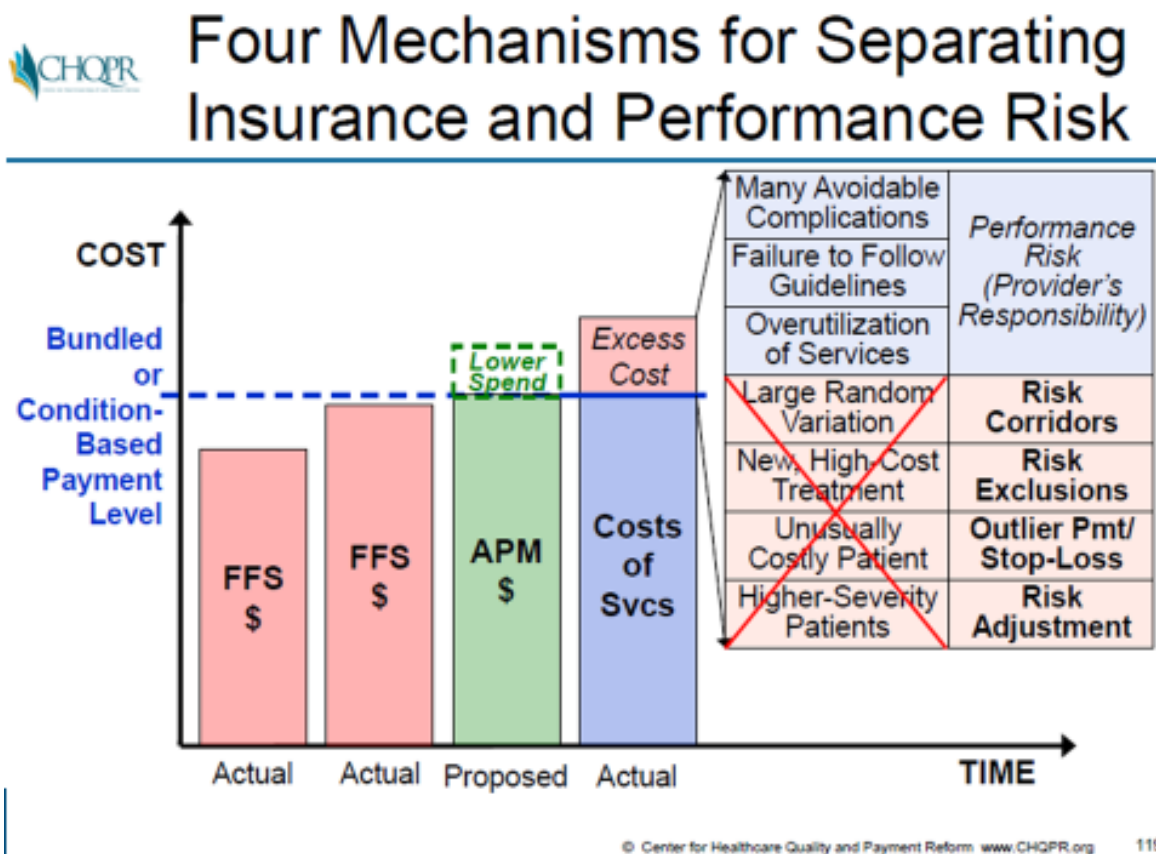 CHQPR
Four Mechanisms for Separating
Insurance and Performance Risk
COST
Bundled
or
Condition-
Based
Payment
Level
FFS
$
Actual
FFS
$
Actual
Lower
Spend
APM
$
Proposed
Excess
Cost
Costs
of
Svcs
Actual
TIME
Many Avoidable
Complications
Failure to Follow
Guidelines
Overutilization
of Services
Performance
Risk
(Provider's
Responsibility)
Large Random
Variation
Risk
Corridors
New, High-Cost
Treatment
Risk
Exclusions
Unusually
Costly Patient
Outlier Pmt/
Stop-Loss
Higher-Severity
Patients
Risk
Adjustment
© Center for Healthcare Quality and Payment Reform www.CHQPR.org